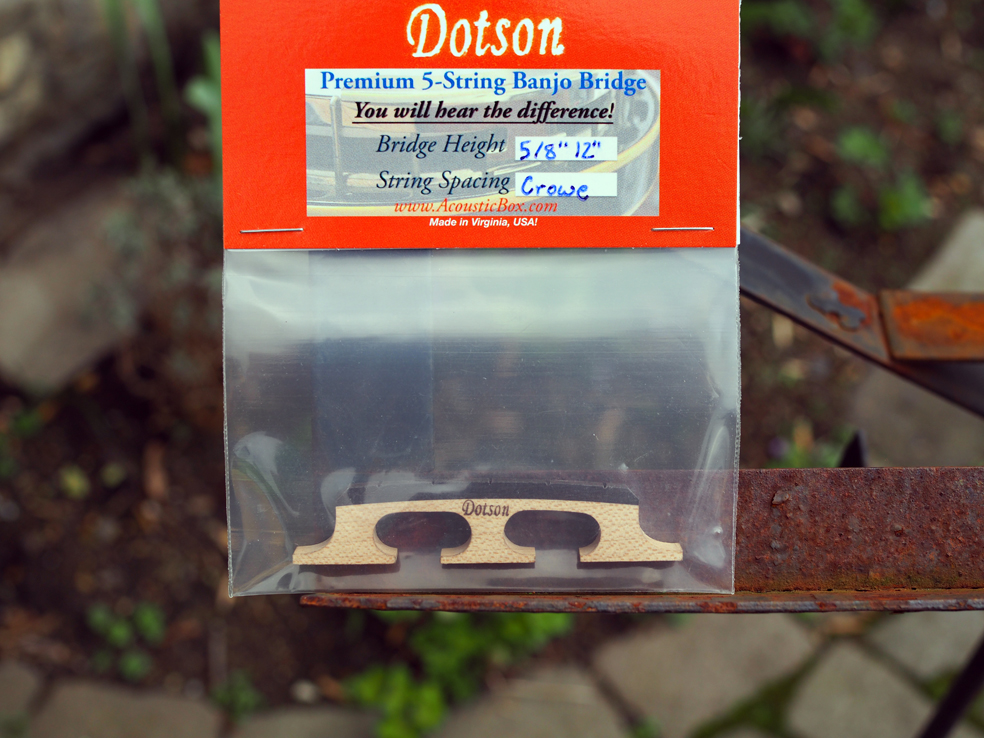 Dotson
Premium 5-String Banjo Bridge
You will hear the difference!
Bridge Height 5/8" 12"
String Spacing Crowe
www.AcousticBox.com
Made in Virginia, USA!
Dotson